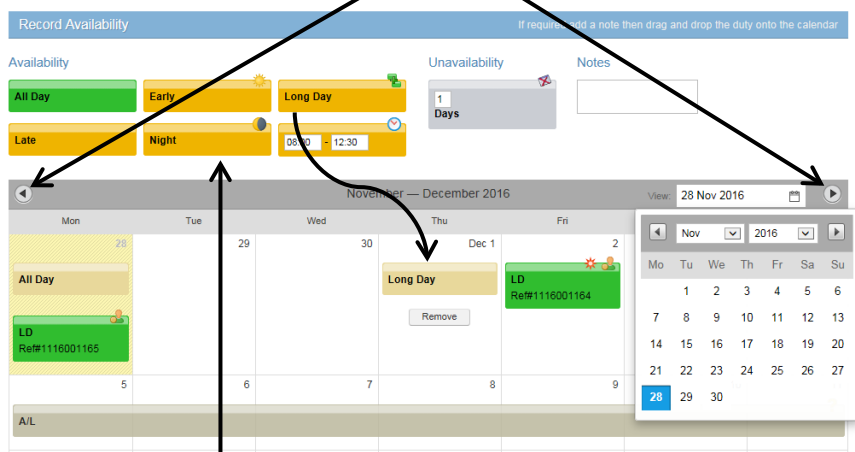 Record Availability
If required add a note then drag and drop the duty onto the calendar
Availability
Unavailability
Notes
All Day
Early
Long Day
1
Days
Late
Night
08:00 - 12:30
November — December 2016
View: 28 Nov 2016
Mon Tue Wed Thu Fri
28 29 30 Dec 1 2
All Day
Long Day
LD
Ref#1116001164
Remove
LD
Ref#1116001165
5 6 7 8 9
A/L
Nov 2016
Mo Tu We Th Fr Sa Su
1 2 3 4 5 6
7 8 9 10 11 12 13
14 15 16 17 18 19 20
21 22 23 24 25 26 27
28 29 30